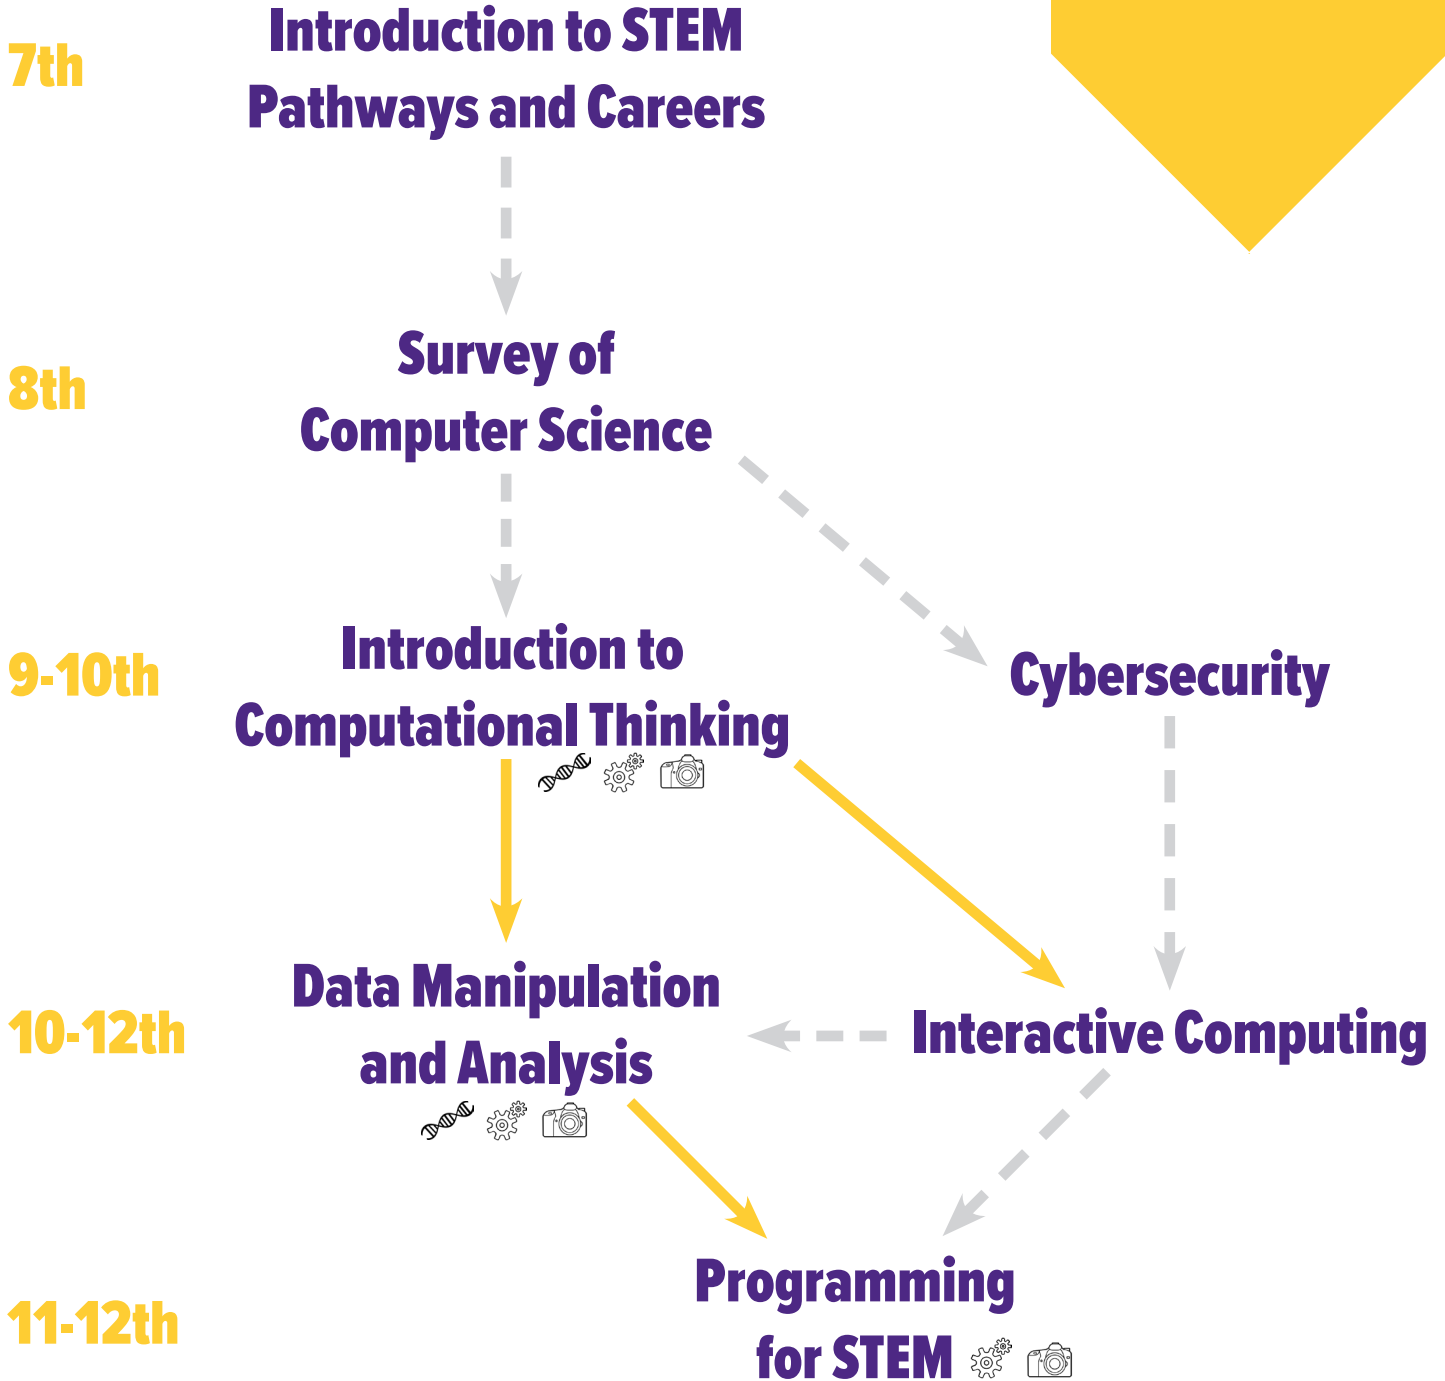 7th
Introduction to STEM
Pathways and Careers
8th
Survey of
Computer Science
9-10th
Introduction to
Computational Thinking
Cybersecurity
10-12th
Data Manipulation
and Analysis
Interactive Computing
11-12th
Programming
for STEM